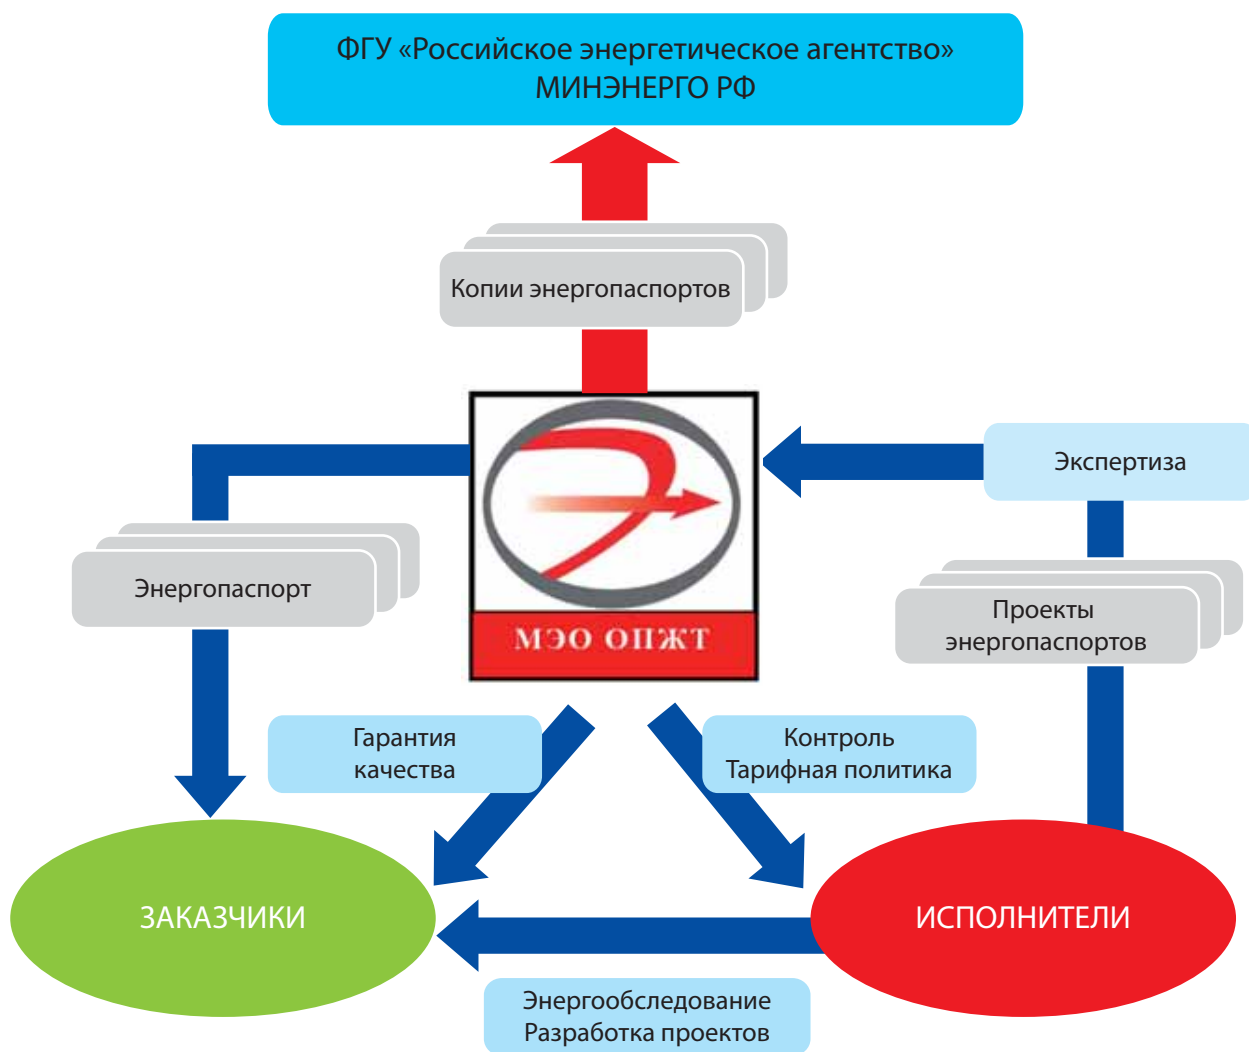 ФГУ «Российское энергетическое агентство»
МИНЭНЕРГО РФ
Копии энергопаспортов
Экспертиза
Энергопаспорт
Проекты
энергопаспортов
МЭО ОПЖТ
Гарантия
качества
Контроль
Тарифная политика
ЗАКАЗЧИКИ
ИСПОЛНИТЕЛИ
Энергообследование
Разработка проектов